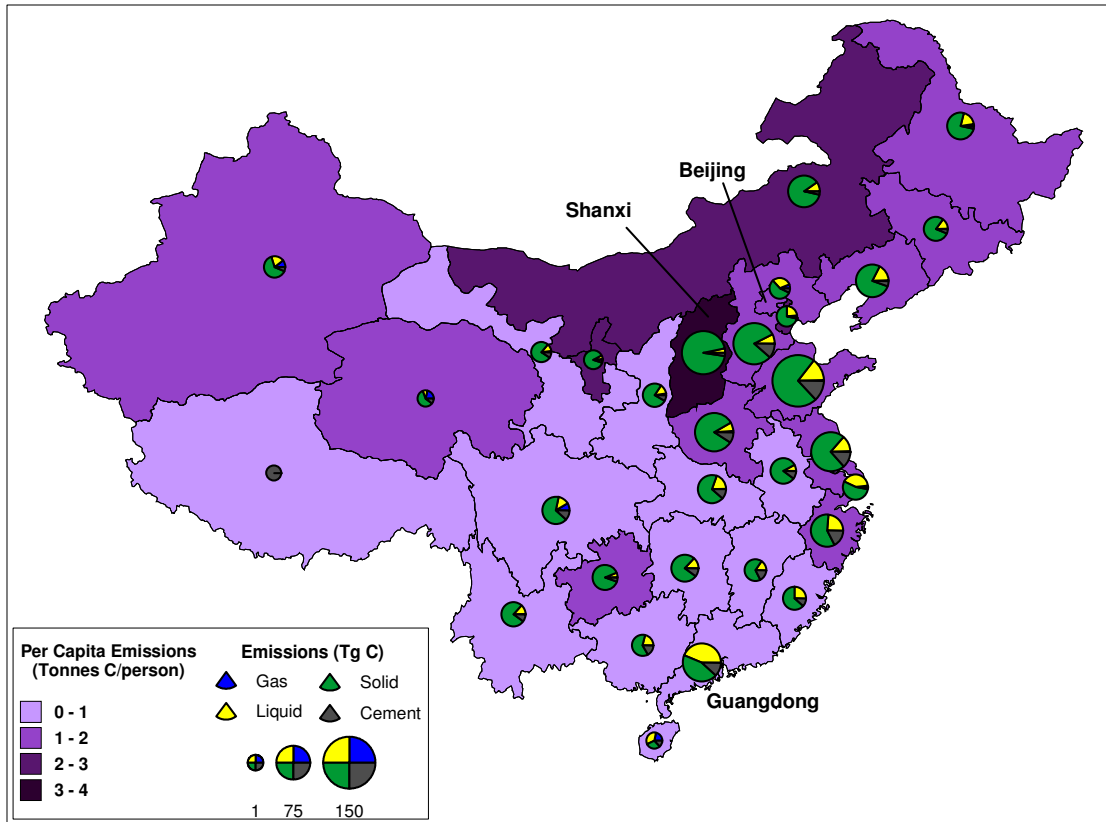 Beijing
Shanxi
Guangdong
Per Capita Emissions
(Tonnes C/person)
0 - 1
1 - 2
2 - 3
3 - 4
Emissions (Tg C)
Gas
Solid
Liquid
Cement
1 75 150